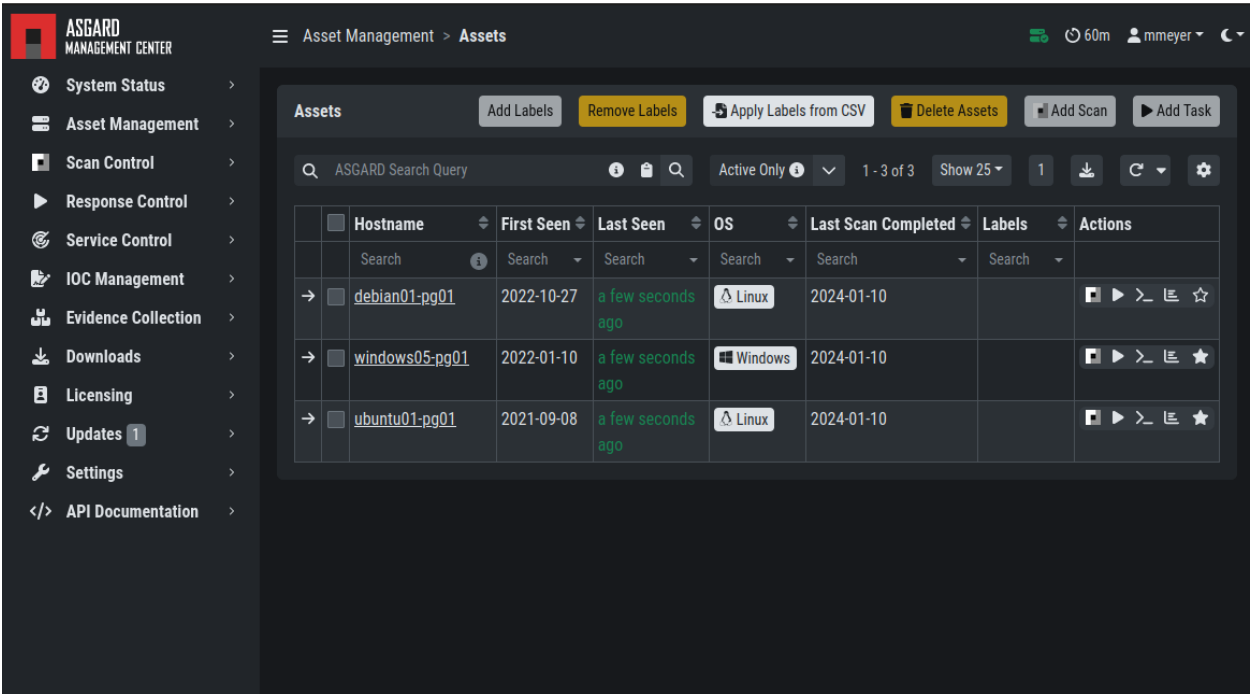 ASGARD
MANAGEMENT CENTER
Asset Management > Assets
60m
mmeyer
System Status
Asset Management
Scan Control
Response Control
Service Control
IOC Management
Evidence Collection
Downloads
Licensing
Updates 1
Settings
API Documentation
Assets
Add Labels
Remove Labels
Apply Labels from CSV
Delete Assets
Add Scan
Add Task
ASGARD Search Query
Active Only
1 - 3 of 3
Show 25
1
Hostname First Seen Last Seen OS Last Scan Completed Labels Actions
Search Search Search Search Search Search
debian01-pg01 2022-10-27 a few seconds ago Linux 2024-01-10
windows05-pg01 2022-01-10 a few seconds ago Windows 2024-01-10
ubuntu01-pg01 2021-09-08 a few seconds ago Linux 2024-01-10